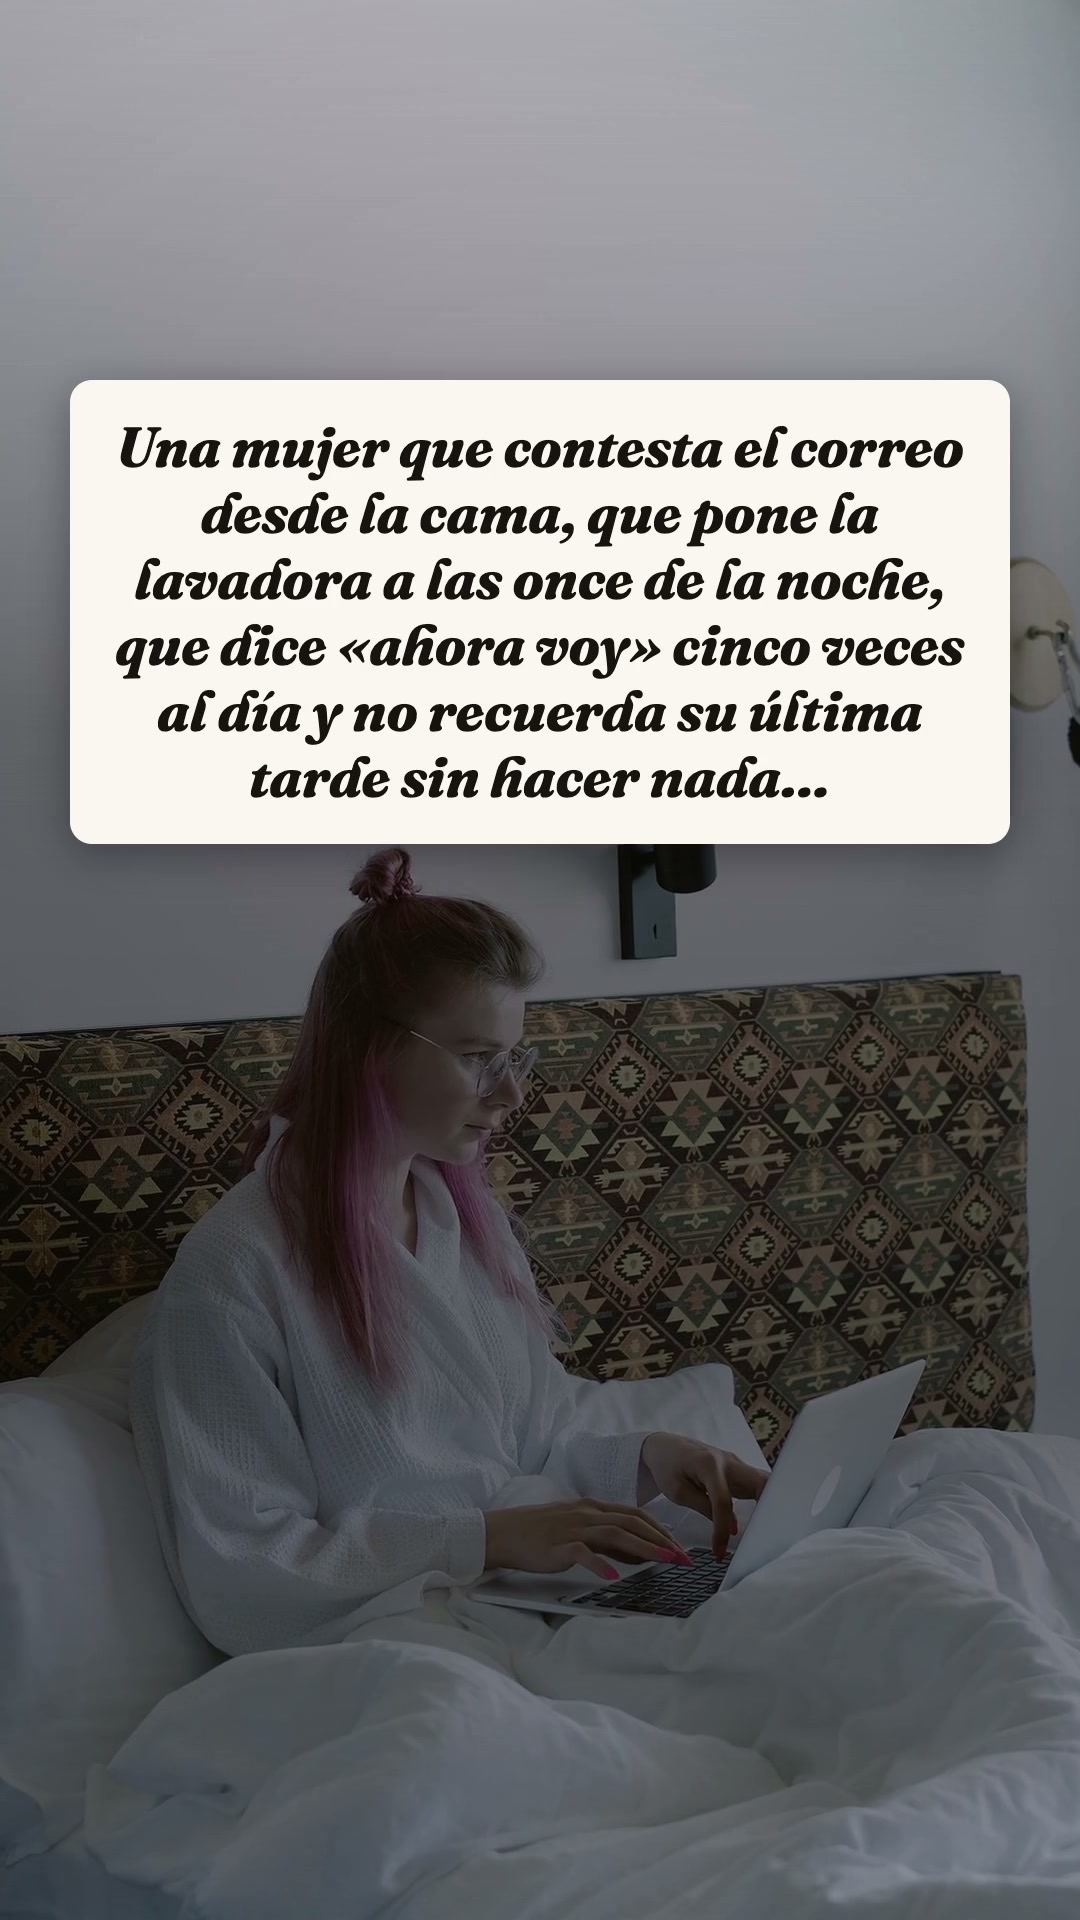 Una mujer que contesta el correo
desde la cama, que pone la
lavadora a las once de la noche,
que dice «ahora voy» cinco veces
al día y no recuerda su última
tarde sin hacer nada...